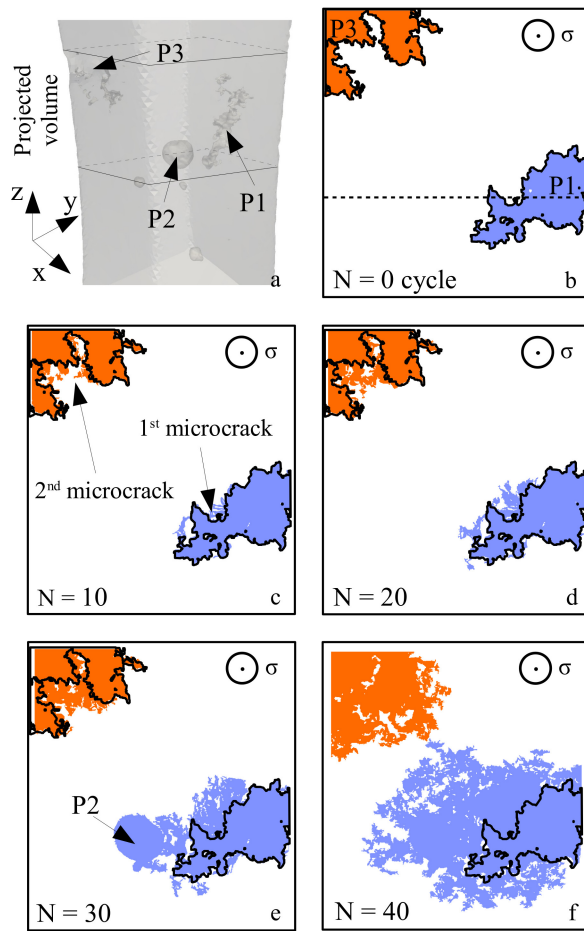 P3
Projected
volume
z
y
x
P2
P1
a
P3
σ
P1
N = 0 cycle
b
σ
1st microcrack
2nd microcrack
N = 10
c
σ
N = 20
d
σ
P2
N = 30
e
σ
N = 40
f